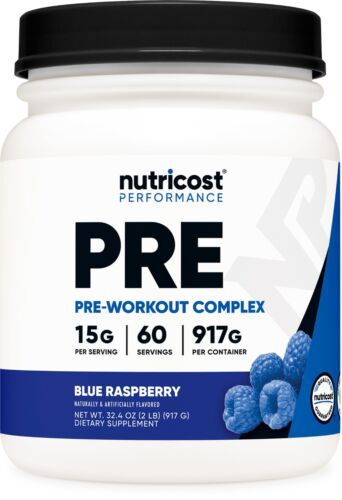 nutricost®
PERFORMANCE
PRE
PRE-WORKOUT COMPLEX
15G PER SERVING
60 SERVINGS
917G PER CONTAINER
BLUE RASPBERRY
NATURALLY & ARTIFICIALLY FLAVORED
NET WT. 32.4 OZ (2 LB) (917 G)
DIETARY SUPPLEMENT
nutricost